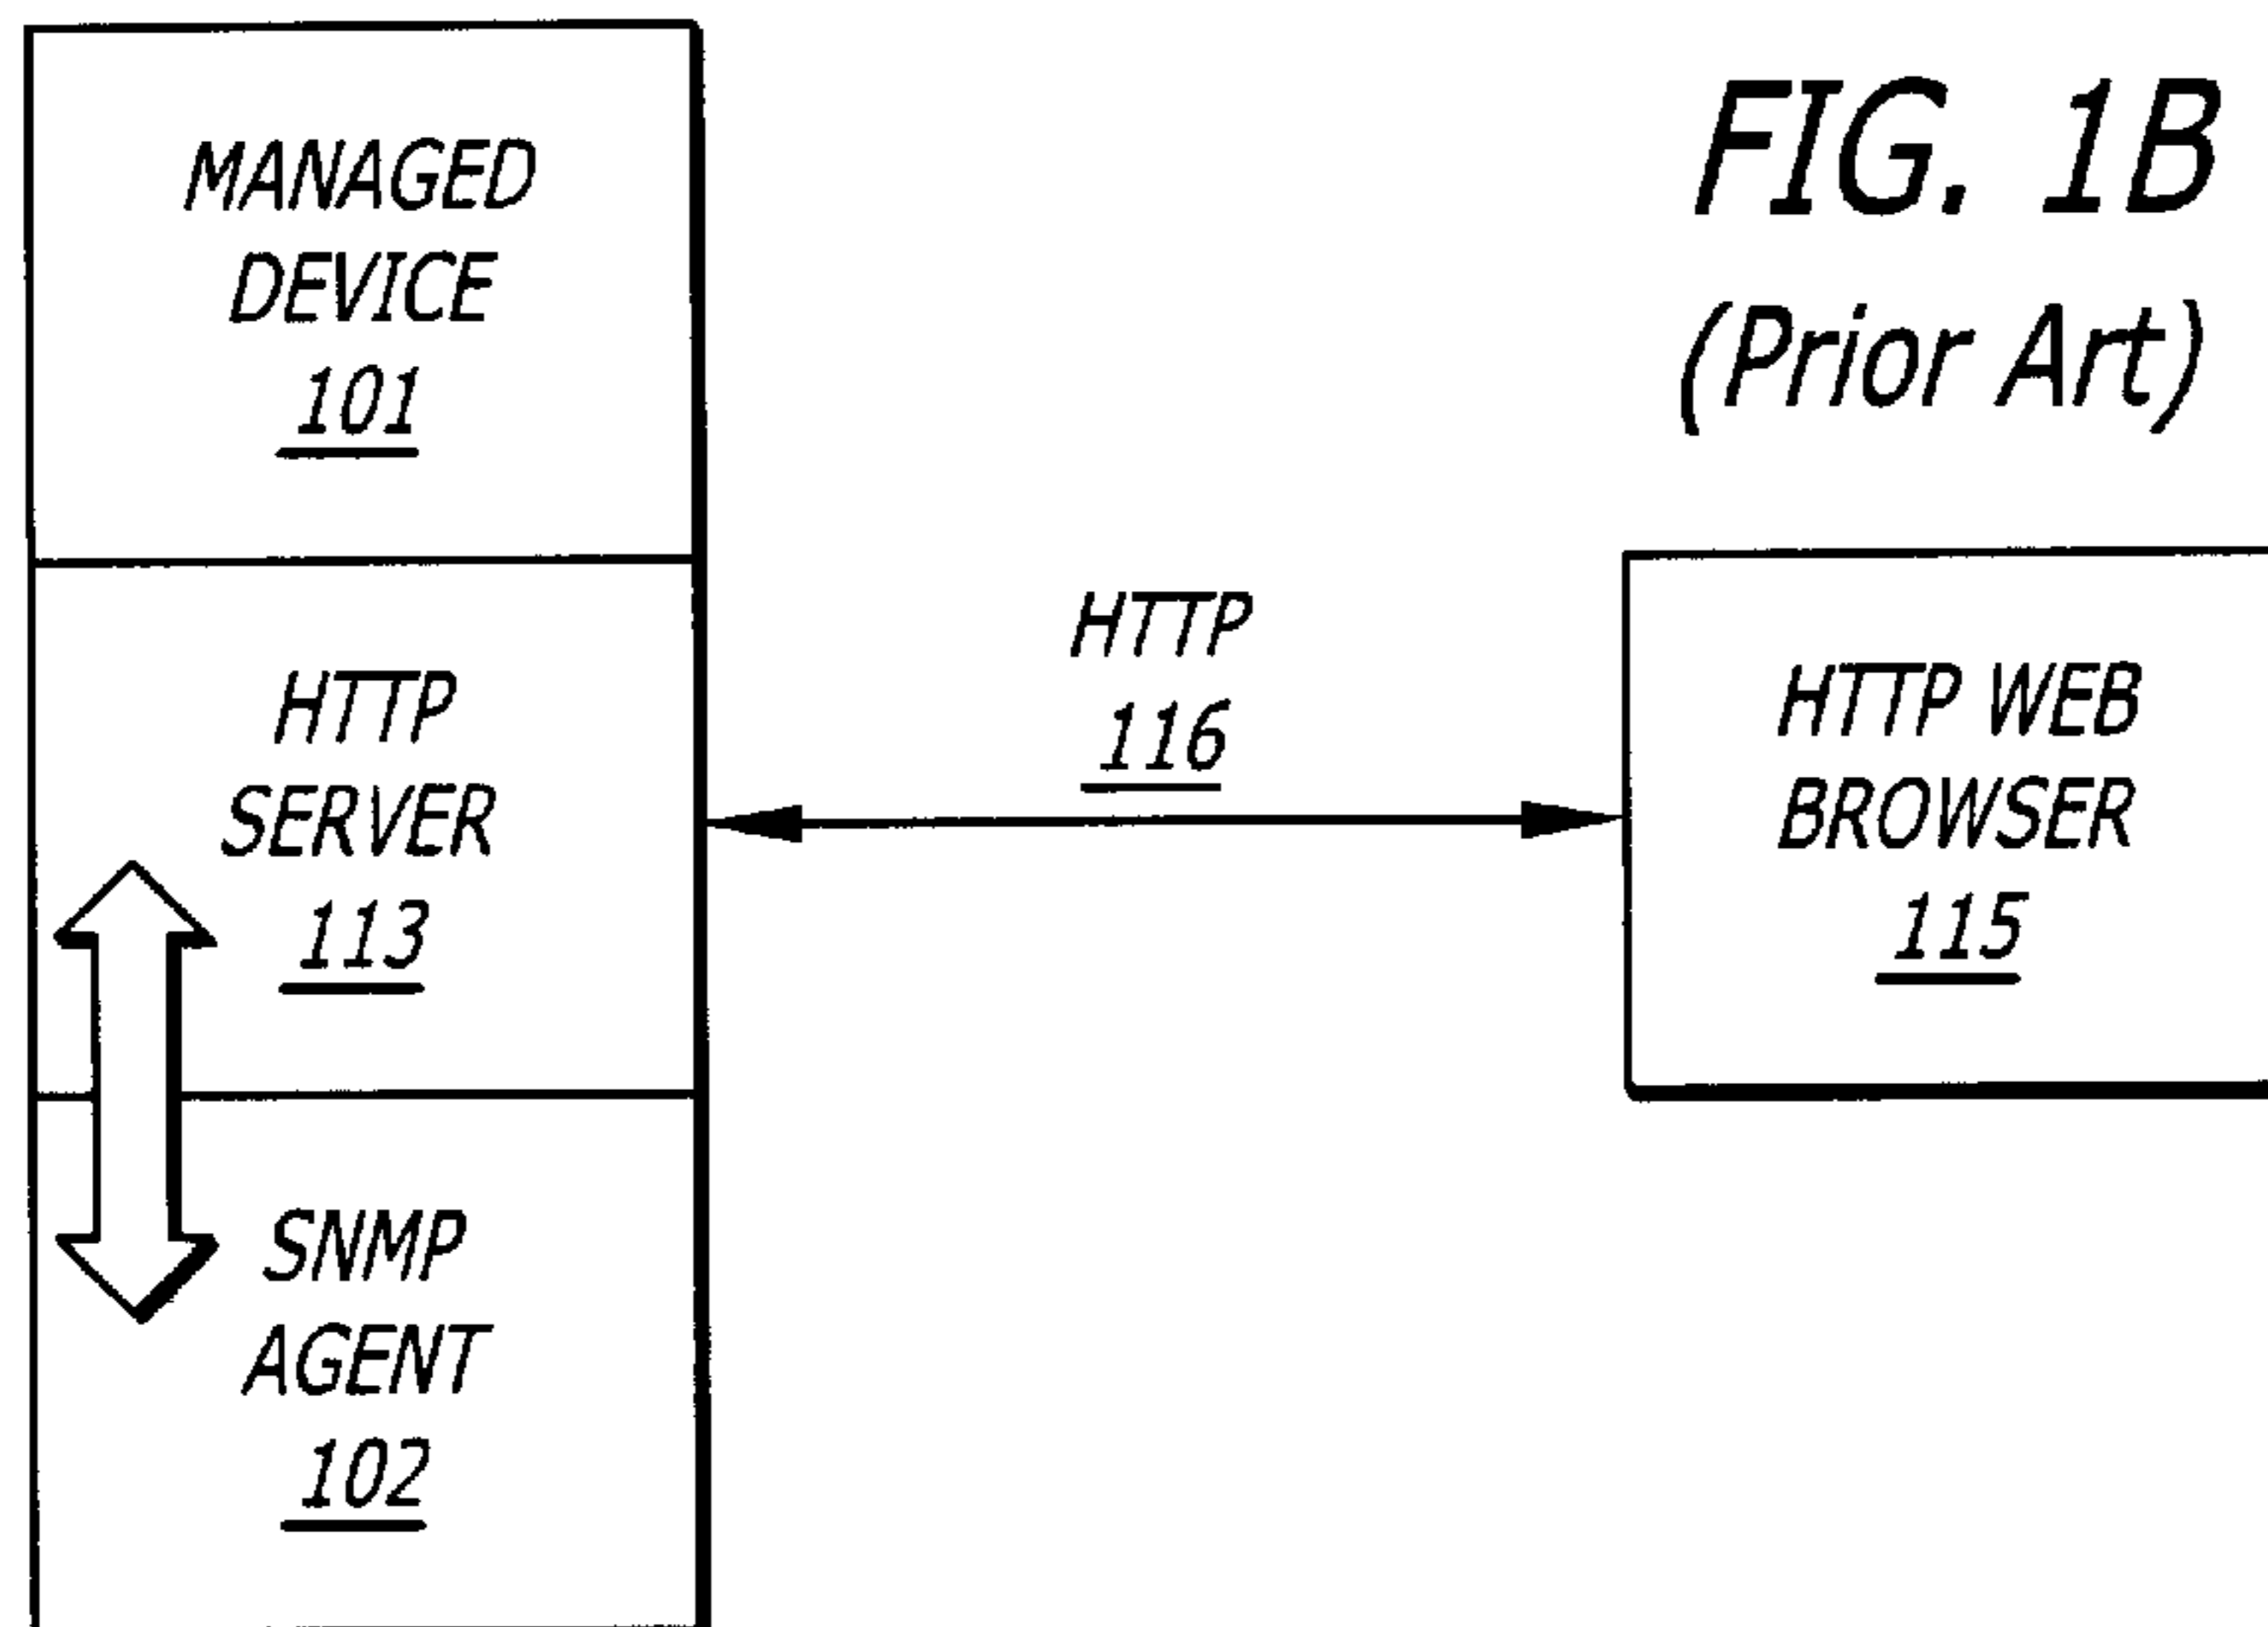 FIG. 1B
(Prior Art)
MANAGED
DEVICE
101
HTTP
SERVER
113
SNMP
AGENT
102
HTTP
116
HTTP WEB
BROWSER
115